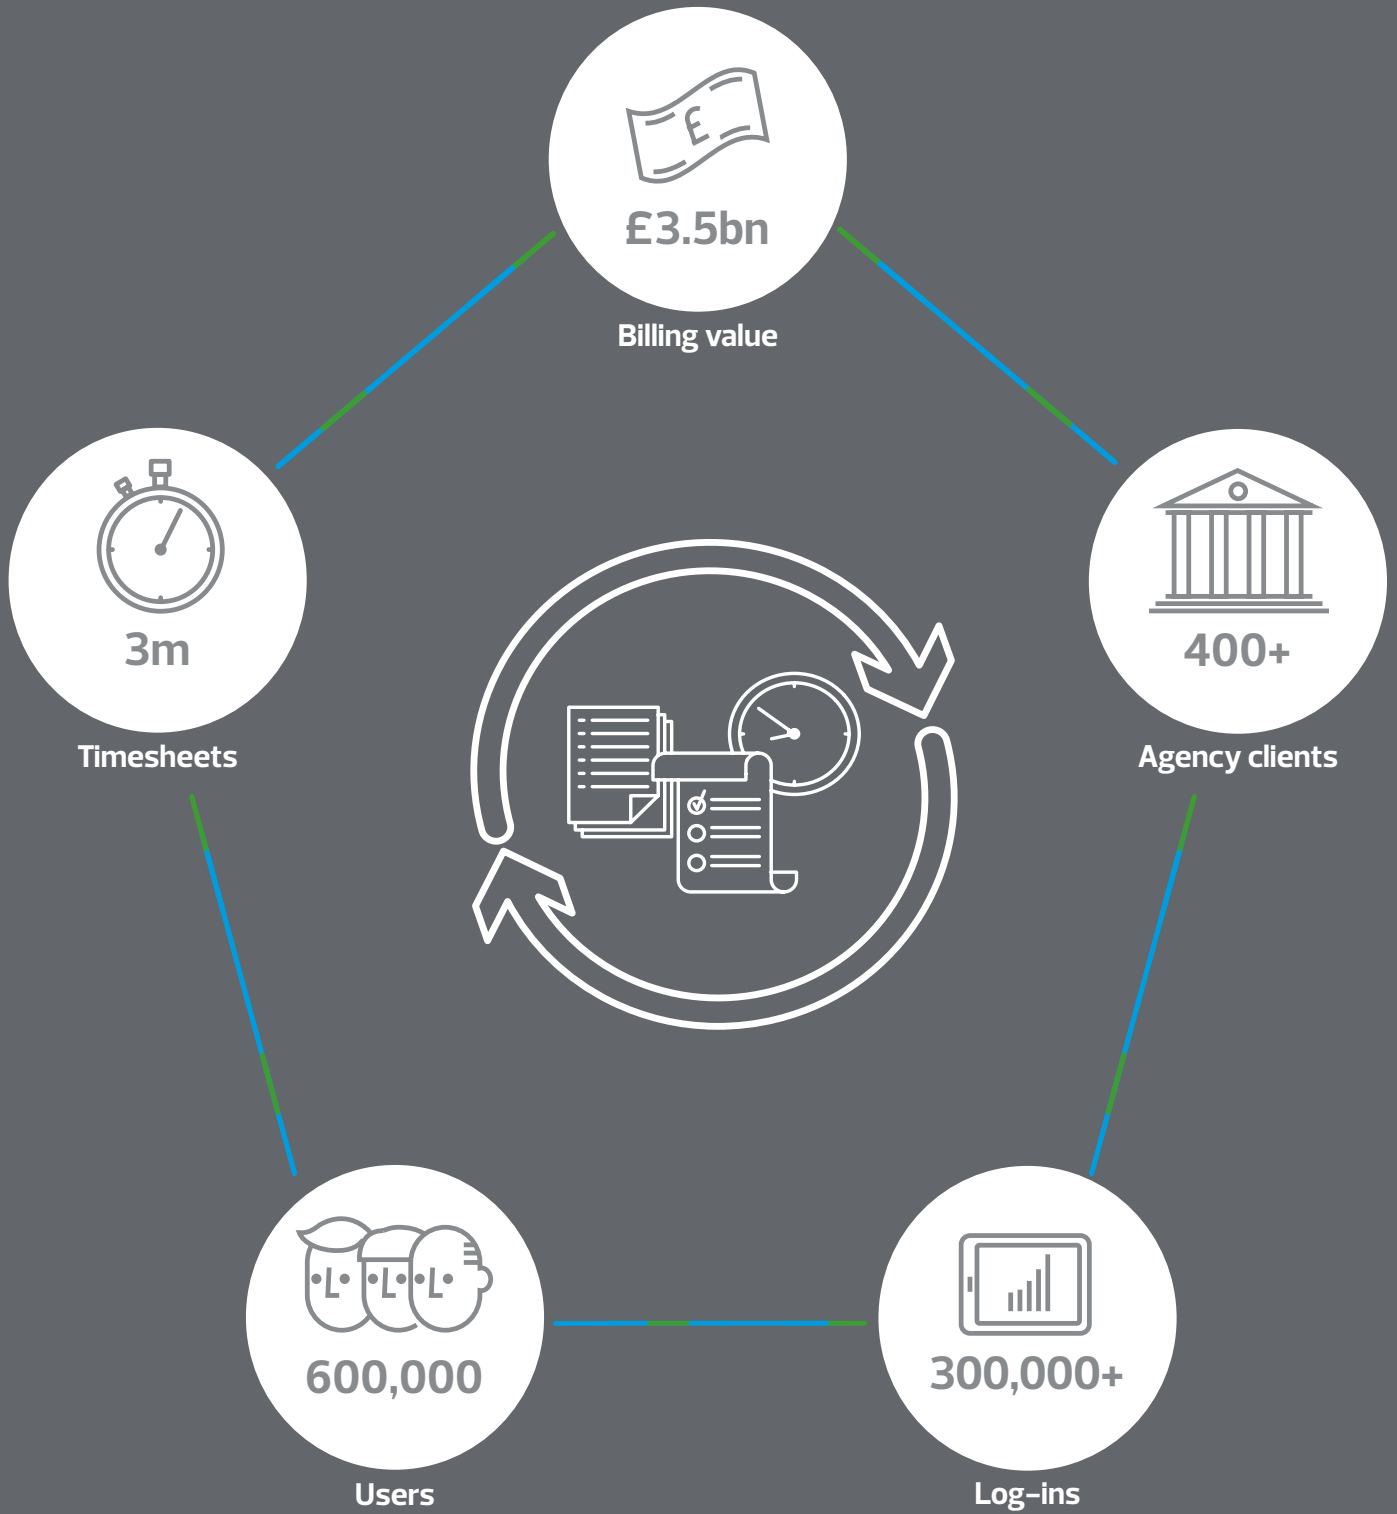 £3.5bn
Billing value
3m
Timesheets
400+
Agency clients
600,000
Users
300,000+
Log-ins